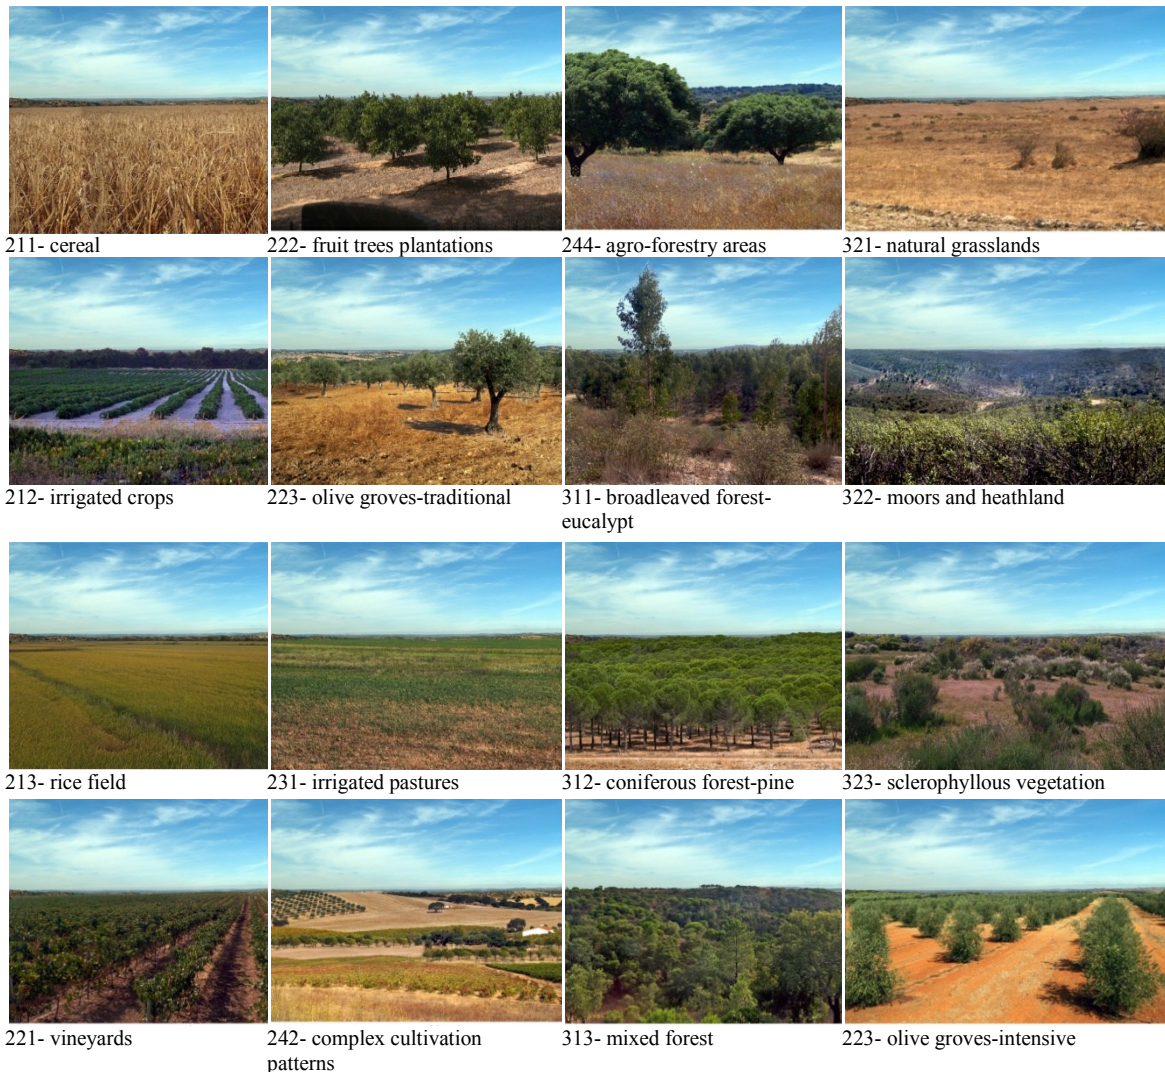 211- cereal
222- fruit trees plantations
244- agro-forestry areas
321- natural grasslands
212- irrigated crops
223- olive groves-traditional
311- broadleaved forest-
eucalypt
322- moors and heathland
213- rice field
231- irrigated pastures
312- coniferous forest-pine
323- sclerophyllous vegetation
221- vineyards
242- complex cultivation
patterns
313- mixed forest
223- olive groves-intensive